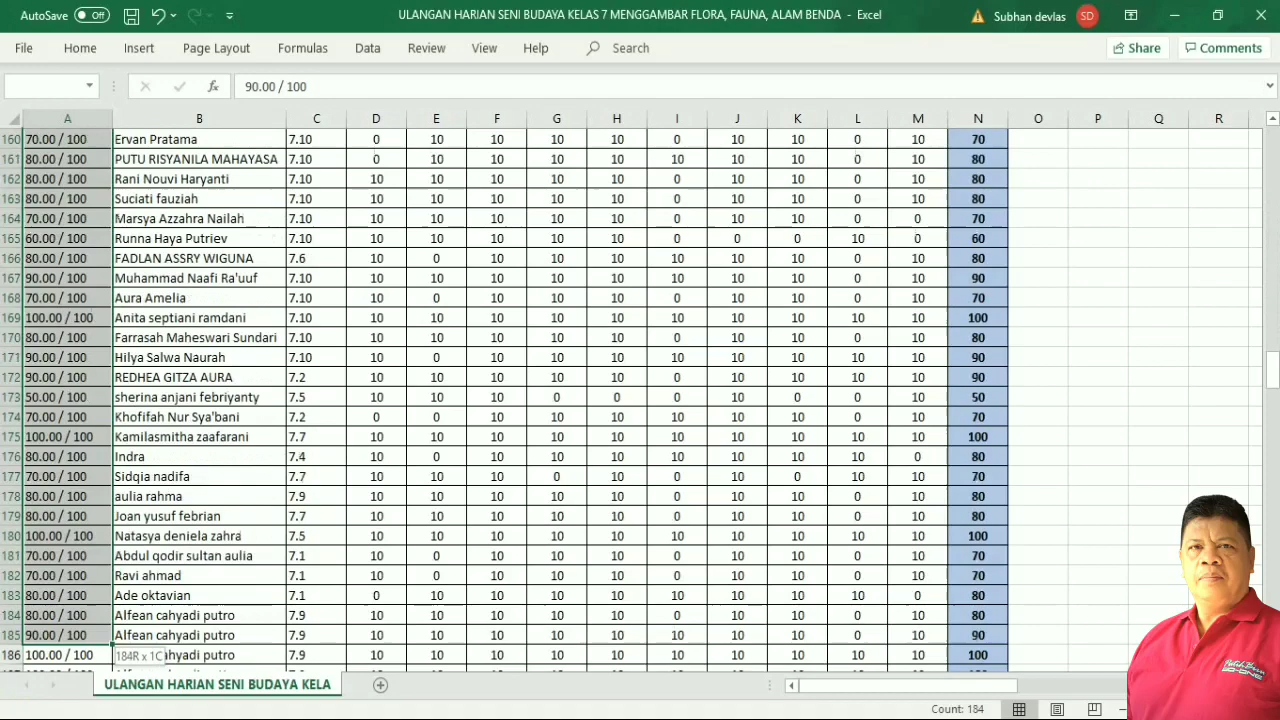 AutoSave Off ULANGAN HARIAN SENI BUDAYA KELAS 7 MENGGAMBAR FLORA, FAUNA, ALAM BENDA - Excel Subhan devlas SD
File Home Insert Page Layout Formulas Data Review View Help Search Share Comments
fx 90.00 / 100
A B C D E F G H I J K L M N O P Q R
160 70.00 / 100 Ervan Pratama 7.10 0 10 10 10 10 0 10 10 0 10 70
161 80.00 / 100 PUTU RISYANILA MAHAYASA 7.10 0 10 10 10 10 10 10 10 0 10 80
162 80.00 / 100 Rani Nouvi Haryanti 7.10 10 10 10 10 10 0 10 10 0 10 80
163 80.00 / 100 Suciati fauziah 7.10 10 10 10 10 10 0 10 10 0 10 80
164 70.00 / 100 Marsya Azzahra Nailah 7.10 10 10 10 10 10 0 10 10 0 0 70
165 60.00 / 100 Runna Haya Putriev 7.10 10 10 10 10 10 0 0 0 10 0 60
166 80.00 / 100 FADLAN ASSRY WIGUNA 7.6 10 0 10 10 10 10 10 10 0 10 80
167 90.00 / 100 Muhammad Naafi Ra'uuf 7.10 10 10 10 10 10 10 10 10 0 10 90
168 70.00 / 100 Aura Amelia 7.10 10 0 10 10 10 0 10 10 0 10 70
169 100.00 / 100 Anita septiani ramdani 7.10 10 10 10 10 10 10 10 10 10 10 100
170 80.00 / 100 Farrasah Maheswari Sundari 7.10 10 10 10 10 10 0 10 10 0 10 80
171 90.00 / 100 Hilya Salwa Naurah 7.10 10 0 10 10 10 10 10 10 10 10 90
172 90.00 / 100 REDHEA GITZA AURA 7.2 10 10 10 10 10 0 10 10 10 10 90
173 50.00 / 100 sherina anjani febriyanty 7.5 10 10 10 0 0 0 10 0 0 10 50
174 70.00 / 100 Khofifah Nur Sya'bani 7.2 0 0 10 10 10 10 10 10 0 10 70
175 100.00 / 100 Kamilasmitha zaafarani 7.7 10 10 10 10 10 10 10 10 10 10 100
176 80.00 / 100 Indra 7.4 10 0 10 10 10 10 10 10 10 0 80
177 70.00 / 100 Sidqia nadifa 7.7 10 10 10 0 10 0 10 0 10 10 70
178 80.00 / 100 aulia rahma 7.9 10 10 10 10 10 0 10 10 0 10 80
179 80.00 / 100 Joan yusuf febrian 7.7 10 10 10 10 10 0 10 10 0 10 80
180 100.00 / 100 Natasya deniela zahra 7.5 10 10 10 10 10 10 10 10 10 10 100
181 70.00 / 100 Abdul qodir sultan aulia 7.1 10 0 10 10 10 0 10 10 0 10 70
182 70.00 / 100 Ravi ahmad 7.1 10 0 10 10 10 0 10 10 0 10 70
183 80.00 / 100 Ade oktavian 7.1 0 10 10 10 10 10 10 10 10 0 80
184 80.00 / 100 Alfean cahyadi putro 7.9 10 10 10 10 10 0 10 10 0 10 80
185 90.00 / 100 Alfean cahyadi putro 7.9 10 10 10 10 10 10 10 10 0 10 90
186 100.00 / 100 cahyadi putro 7.9 10 10 10 10 10 10 10 10 10 10 100
184R x 1C
ULANGAN HARIAN SENI BUDAYA KELA
Count: 184